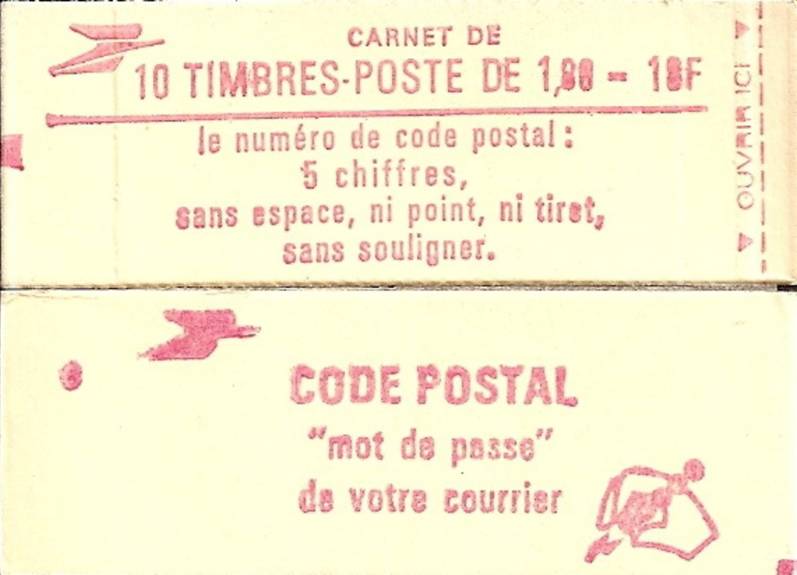 CARNET DE
10 TIMBRES-POSTE DE 1,80 - 18F
le numéro de code postal :
5 chiffres,
sans espace, ni point, ni tiret,
sans souligner.
OUVRIR ICI
CODE POSTAL
"mot de passe"
de votre courrier